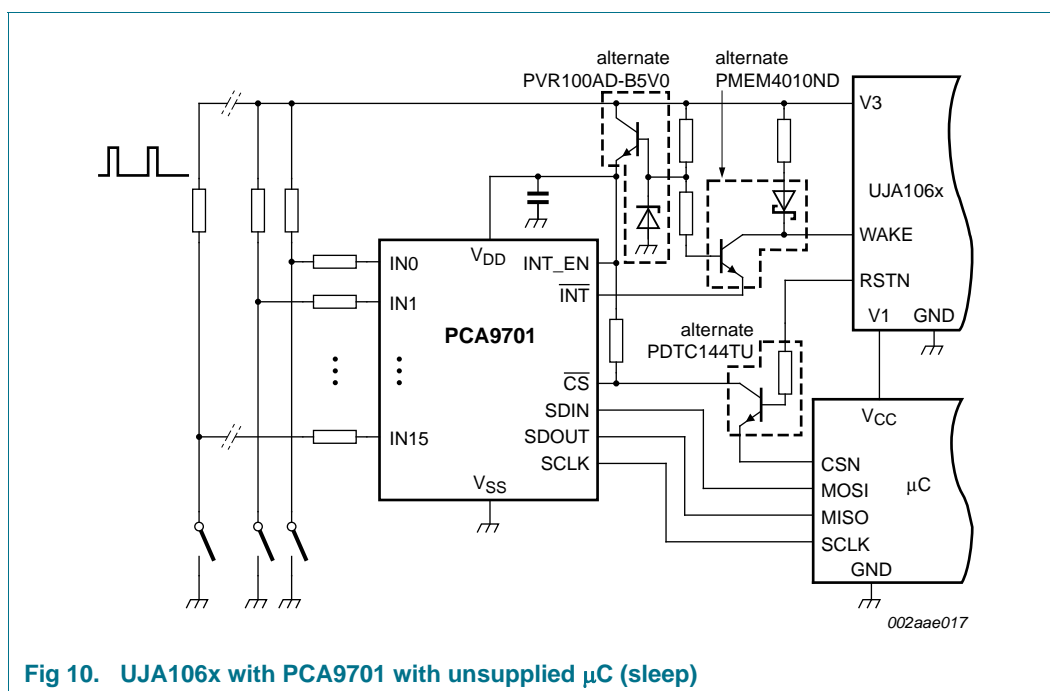 alternate
PVR100AD-B5V0
alternate
PMEM4010ND
V3
UJA106x
WAKE
RSTN
V1
GND
VDD
INT_EN
INT
IN0
IN1
PCA9701
alternate
PDTC144TU
CS
SDIN
SDOUT
SCLK
IN15
VSS
VCC
CSN
MOSI
MISO
SCLK
μC
GND
002aae017
Fig 10. UJA106x with PCA9701 with unsupplied μC (sleep)